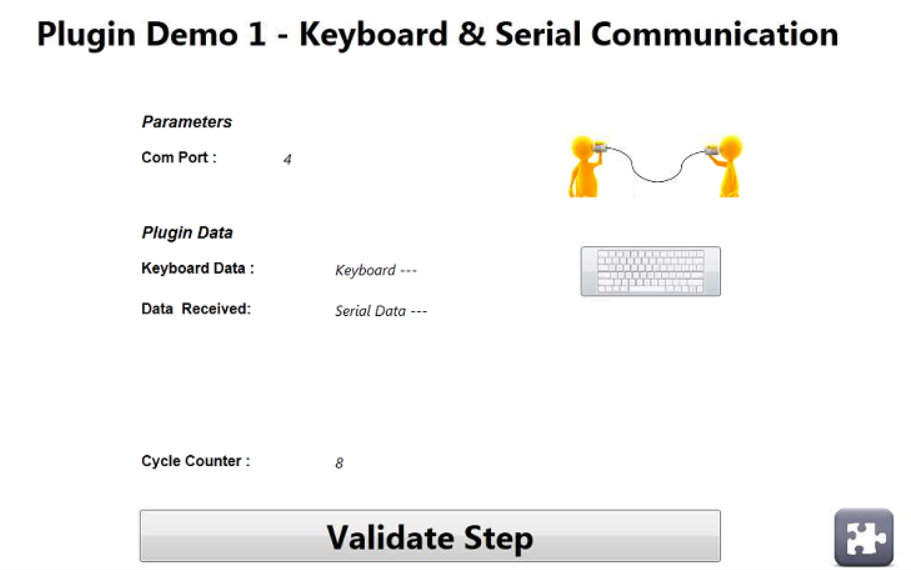 Plugin Demo 1 - Keyboard & Serial Communication
Parameters
Com Port : 4
Plugin Data
Keyboard Data : Keyboard ---
Data Received: Serial Data ---
Cycle Counter : 8
Validate Step